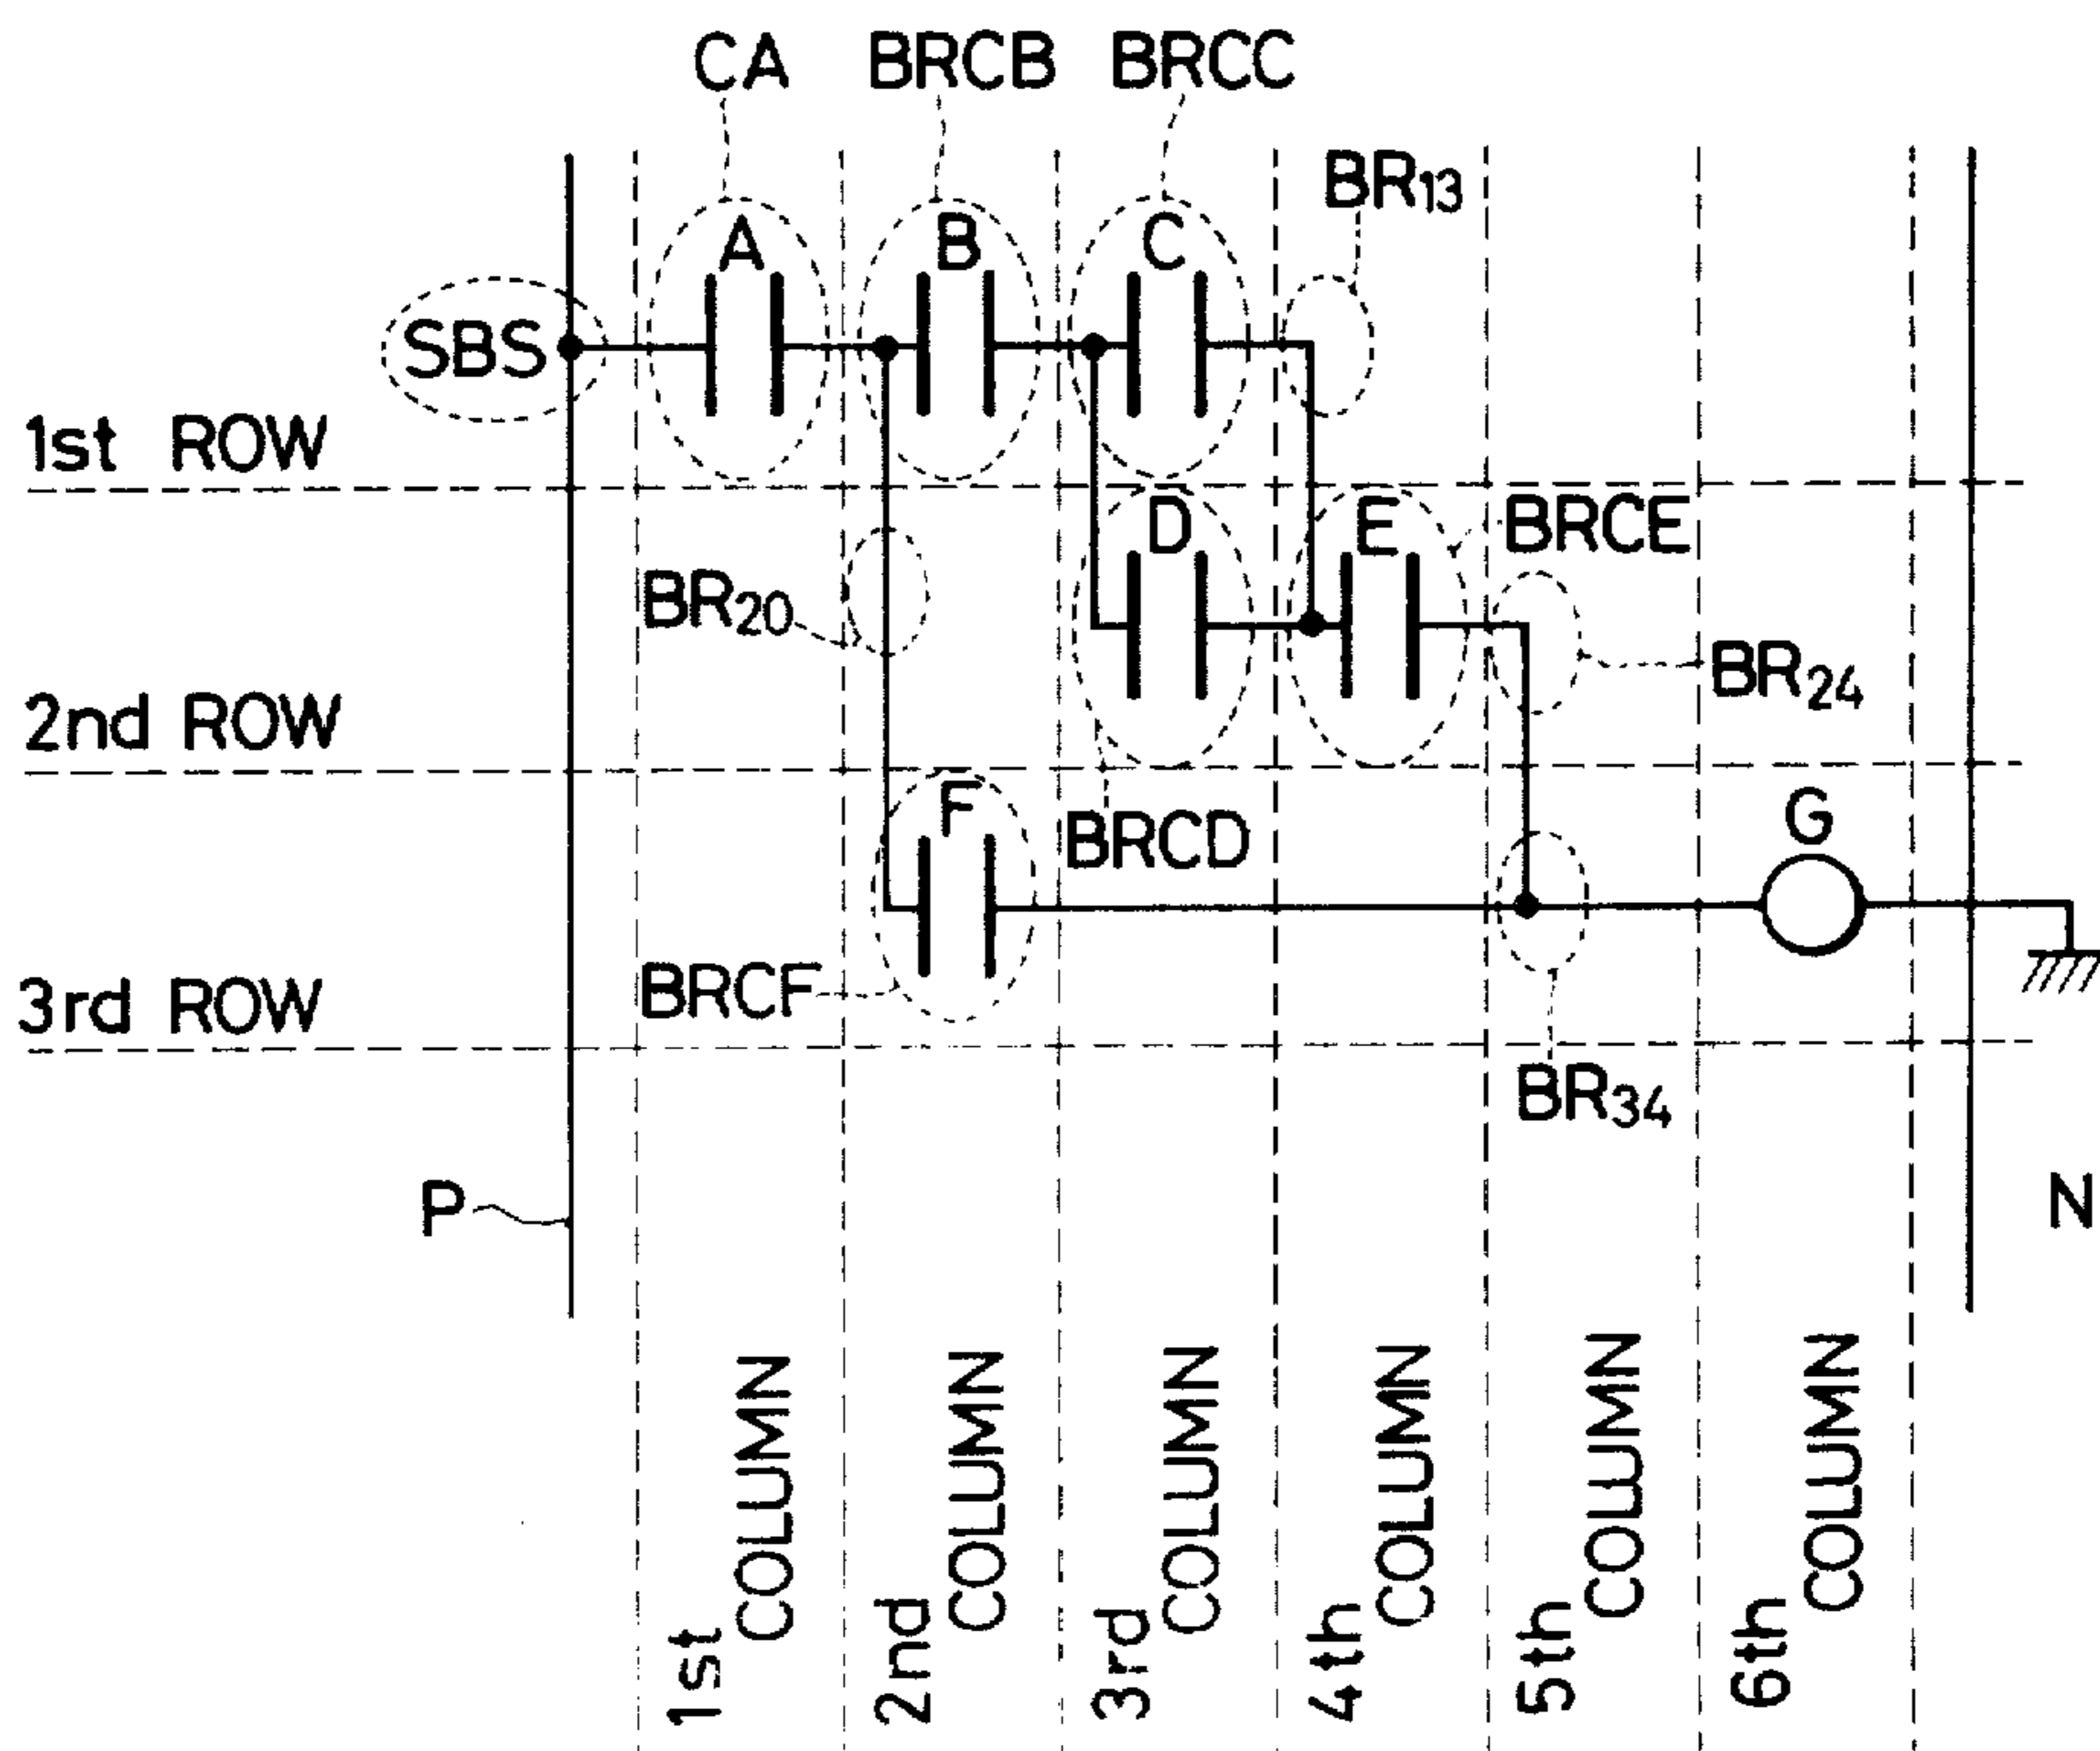 CA BRCB BRCC
BR13
A B C
SBS
1st ROW
D E BRCE
BR20
BR24
2nd ROW
F G
BRCD
BRCF
3rd ROW
BR34
P N
1st COLUMN
2nd COLUMN
3rd COLUMN
4th COLUMN
5th COLUMN
6th COLUMN